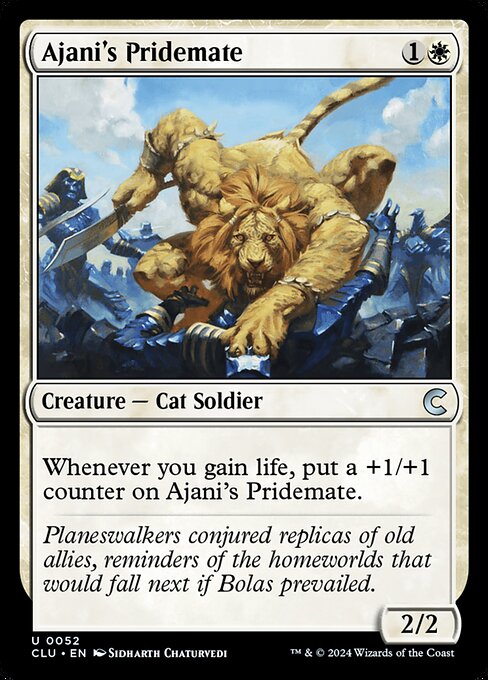 Ajani's Pridemate 1
Creature — Cat Soldier
Whenever you gain life, put a +1/+1
counter on Ajani's Pridemate.
Planeswalkers conjured replicas of old
allies, reminders of the homeworlds that
would fall next if Bolas prevailed.
2/2
U 0052
CLU • EN Sidharth Chaturvedi ™ & © 2024 Wizards of the Coast